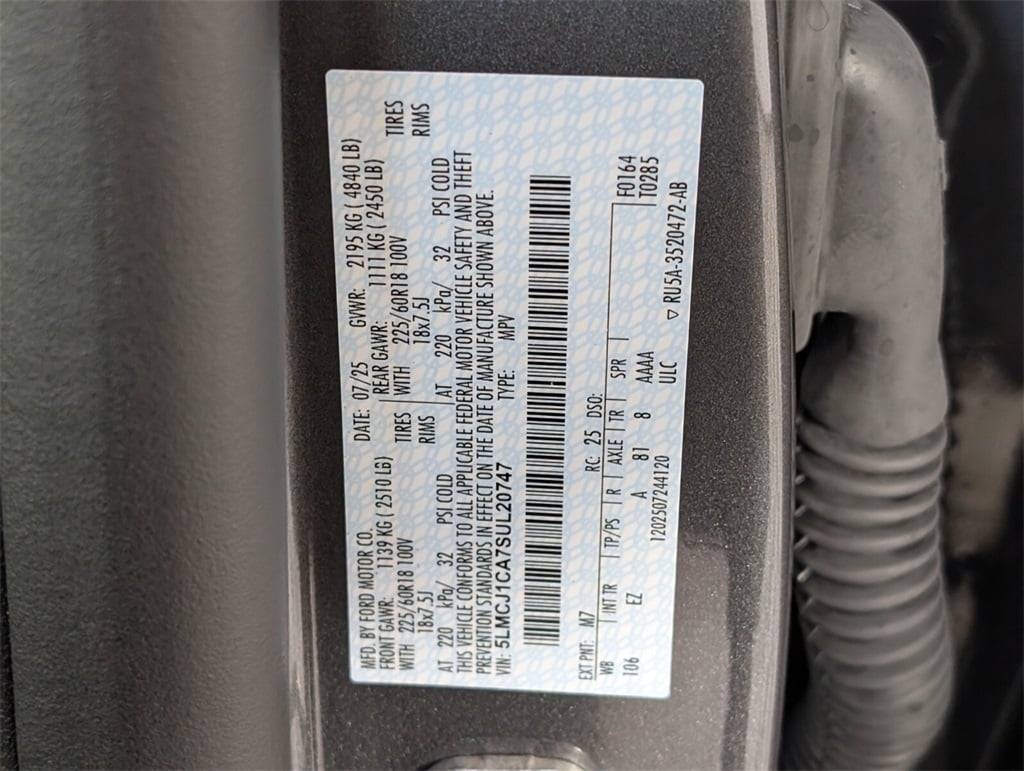 MFD. BY FORD MOTOR CO. DATE: 07/25 GVWR: 2195 KG ( 4840 LB)
FRONT GAWR: 1139 KG ( 2510 LB) REAR GAWR: 1111 KG ( 2450 LB)
WITH 225/60R18 100V TIRES WITH 225/60R18 100V TIRES
18x7.5J RIMS 18x7.5J RIMS
AT 220 kPa/ 32 PSI COLD AT 220 kPa/ 32 PSI COLD
THIS VEHICLE CONFORMS TO ALL APPLICABLE FEDERAL MOTOR VEHICLE SAFETY AND THEFT
PREVENTION STANDARDS IN EFFECT ON THE DATE OF MANUFACTURE SHOWN ABOVE.
VIN: 5LMCJ1CA7SUL20747 TYPE: MPV
EXT PNT: M7 RC: 25 DSO:
WB INT TR TP/PS R AXLE TR SPR F0164
106 EZ A 81 8 AAAA T0285
1202507244120 ULC
▽ RU5A-3520472-AB